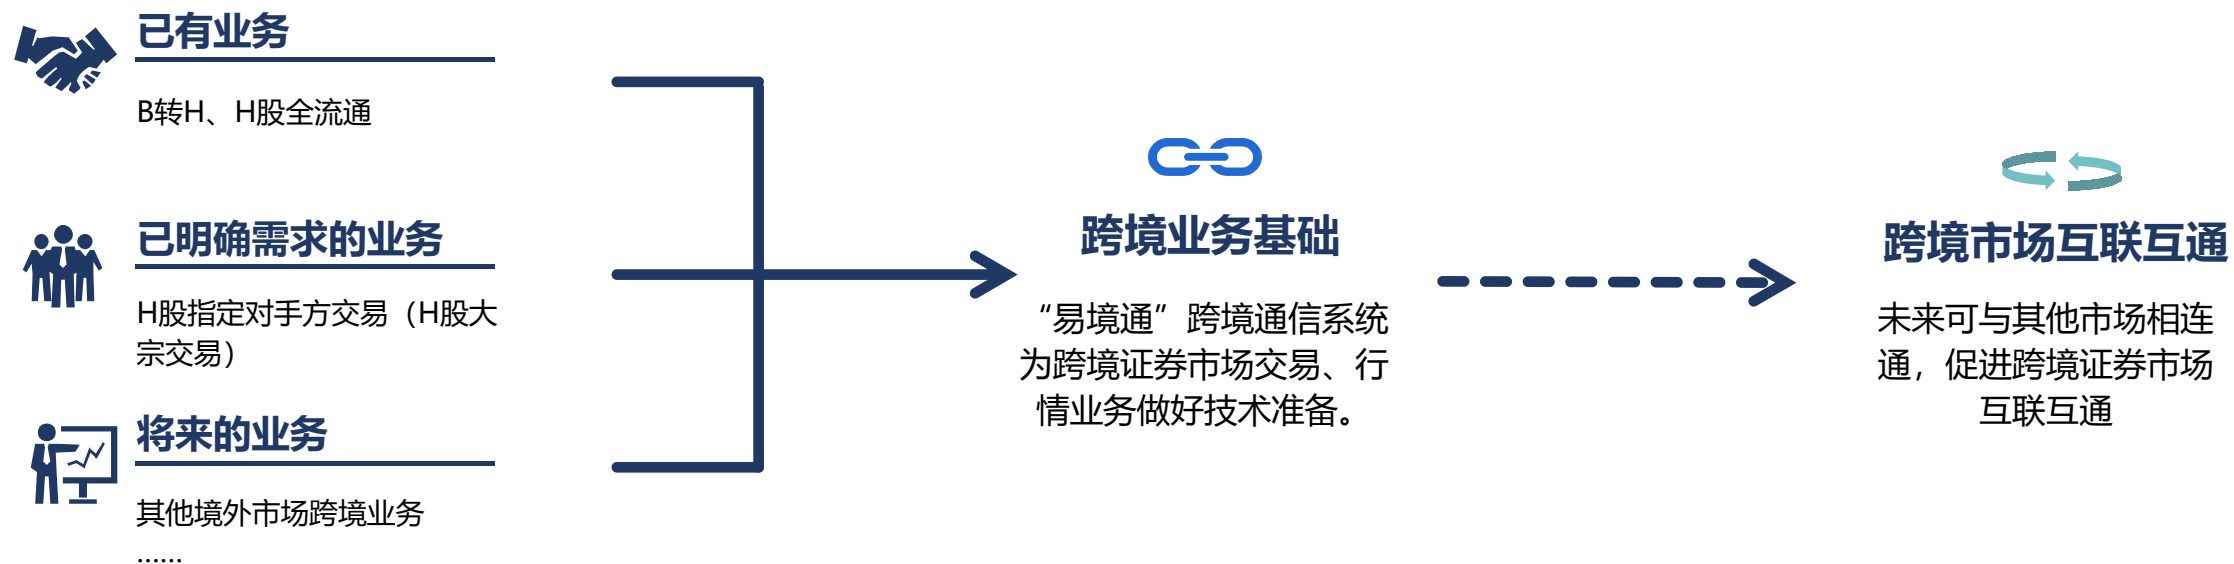 已有业务
B转H、H股全流通
已明确需求的业务
H股指定对手方交易（H股大
宗交易）
将来的业务
其他境外市场跨境业务
......
跨境业务基础
“易境通”跨境通信系统
为跨境证券市场交易、行
情业务做好技术准备。
跨境市场互联互通
未来可与其他市场相连
通，促进跨境证券市场
互联互通